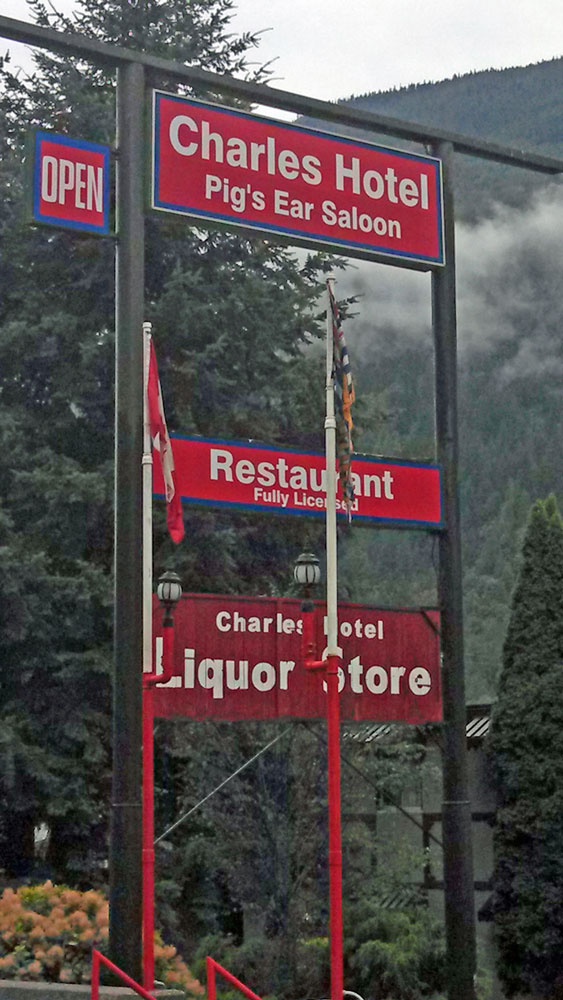 OPEN
Charles Hotel
Pig's Ear Saloon
Restaurant
Fully Licensed
Charles Hotel
Liquor Store